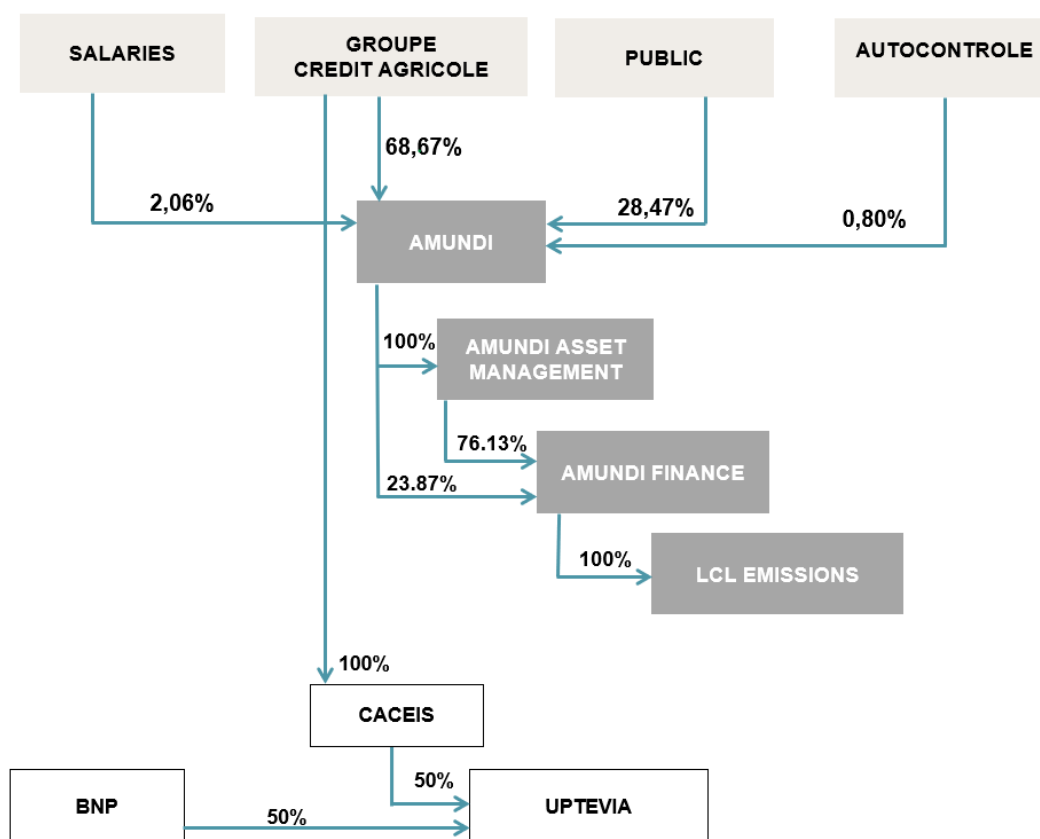 SALARIES
GROUPE
CREDIT AGRICOLE
PUBLIC
AUTOCONTROLE
68,67%
2,06%
28,47%
0,80%
AMUNDI
100%
AMUNDI ASSET
MANAGEMENT
76.13%
23.87%
AMUNDI FINANCE
100%
LCL EMISSIONS
100%
CACEIS
50%
BNP
50%
UPTEVIA